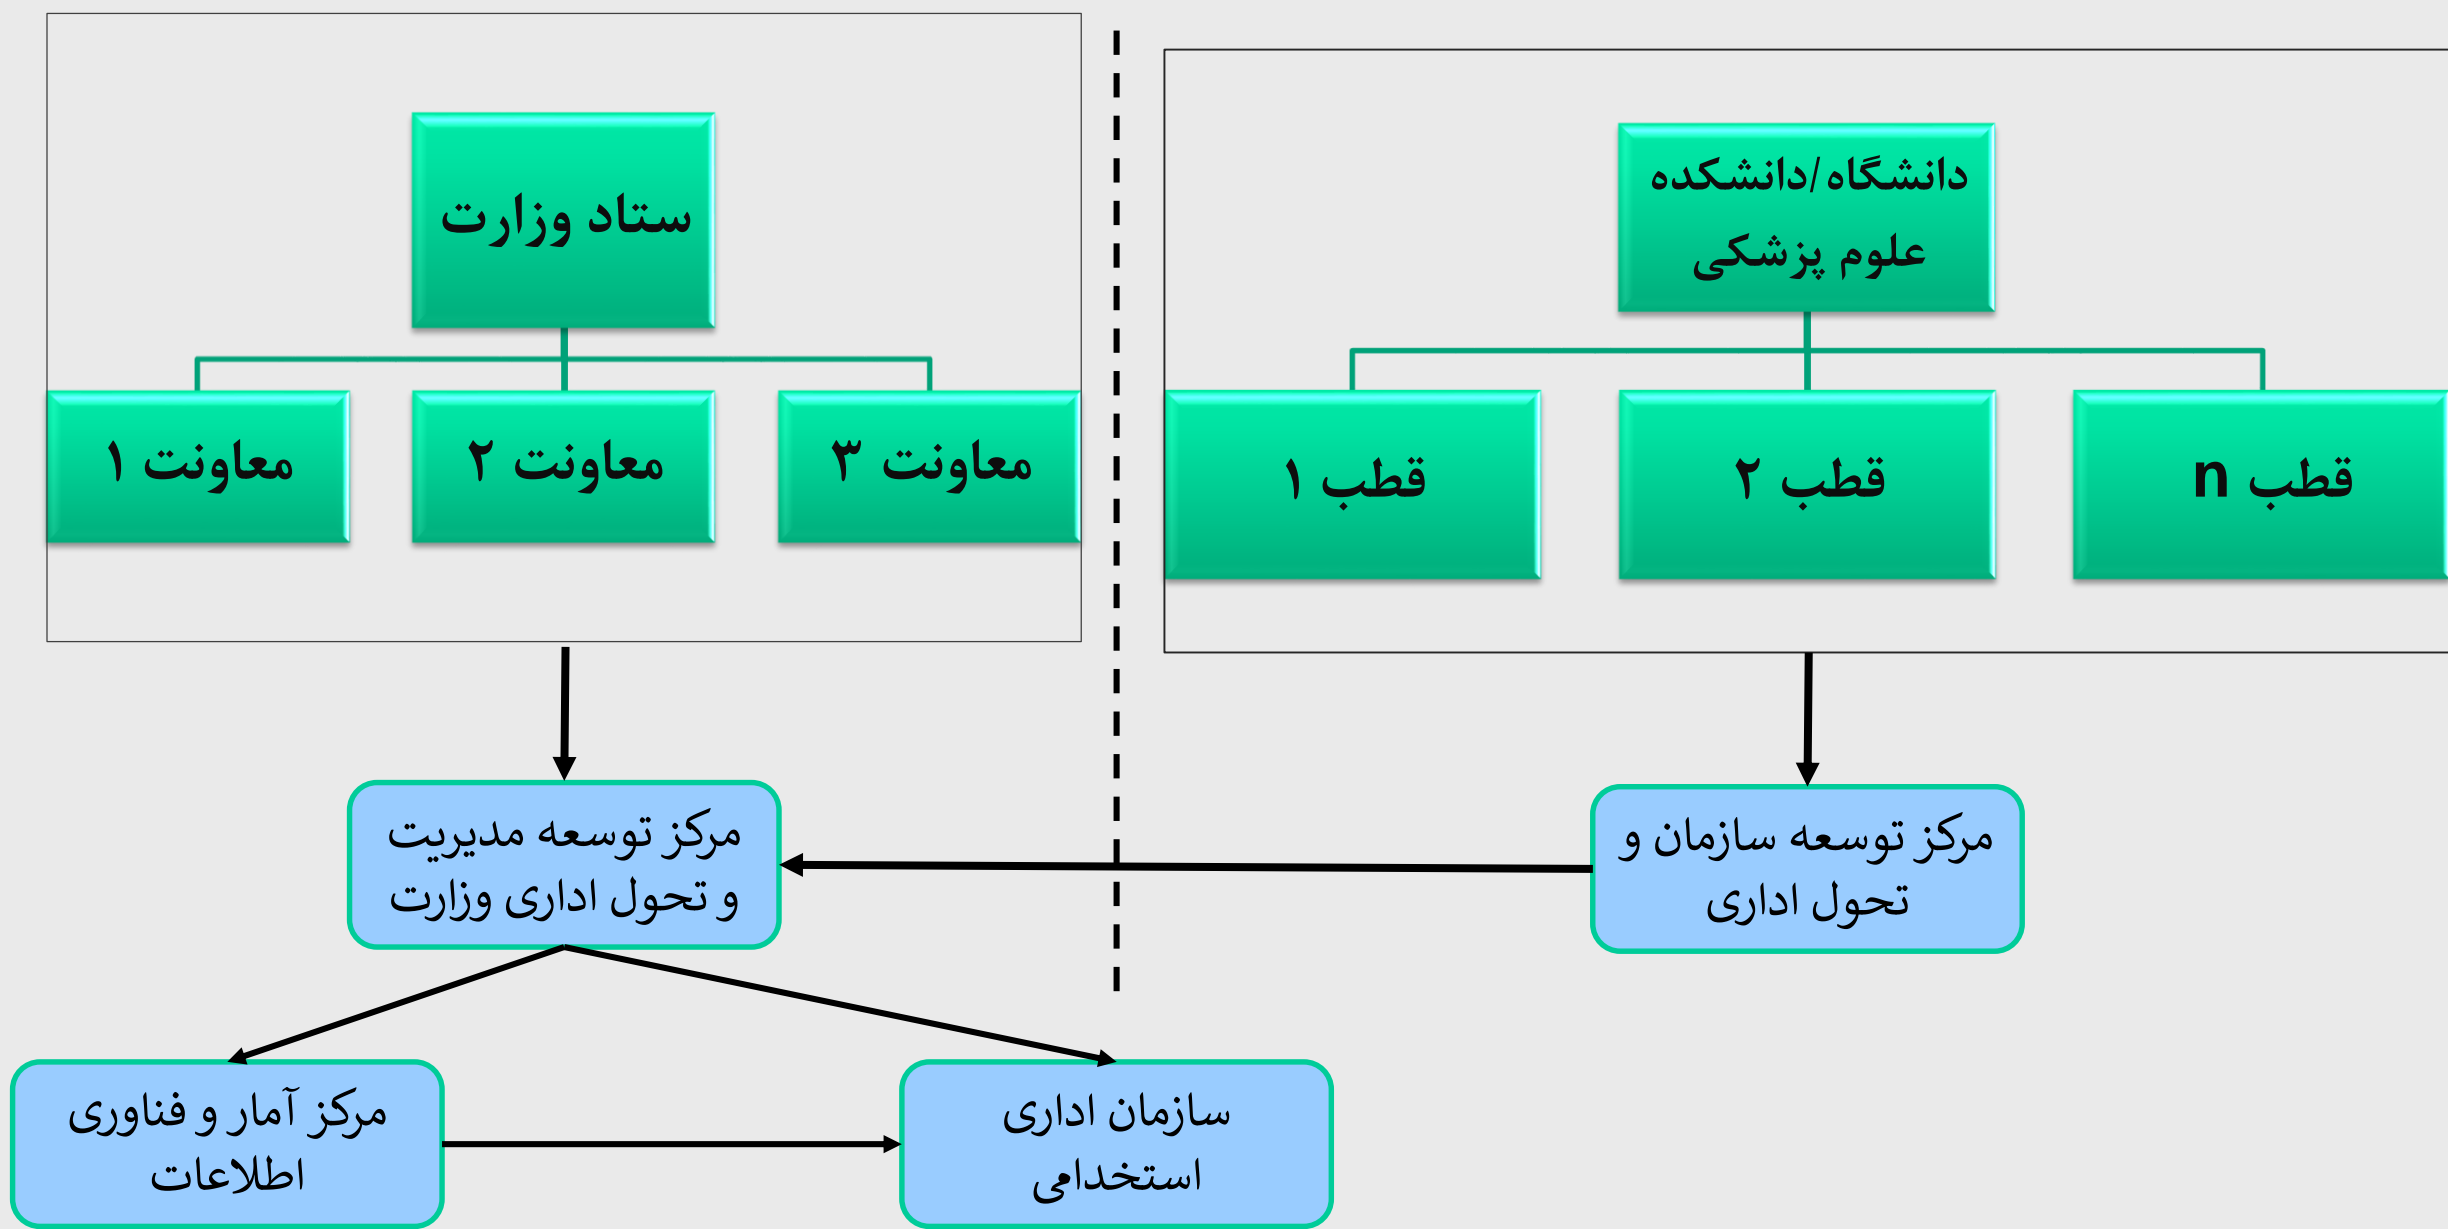 ستاد وزارت
معاونت ۱
معاونت ۲
معاونت ۳
دانشگاه/دانشکده
علوم پزشکی
قطب ۱
قطب ۲
قطب n
مرکز توسعه مدیریت
و تحول اداری وزارت
مرکز توسعه سازمان و
تحول اداری
مرکز آمار و فناوری
اطلاعات
سازمان اداری
استخدامی